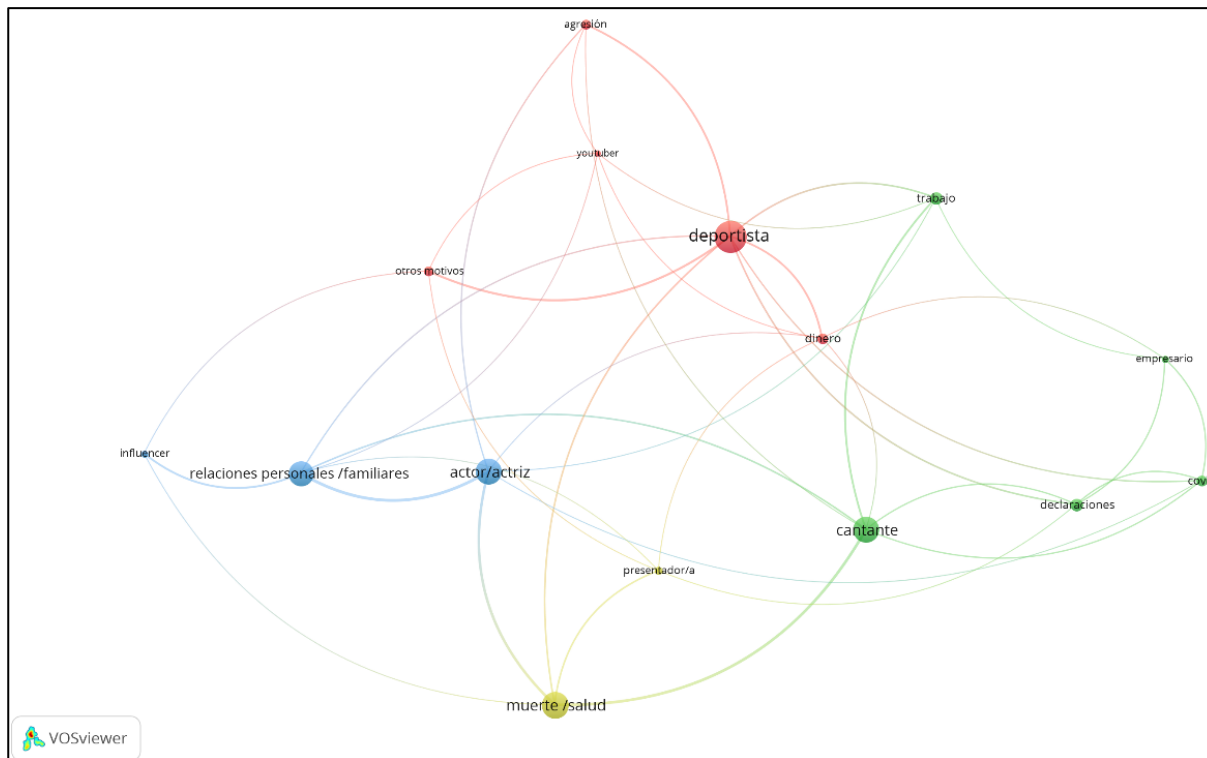 agresión
youtuber
trabajo
deportista
otros motivos
dinero
empresario
influencer
relaciones personales /familiares
actor/actriz
covi
declaraciones
cantante
presentador/a
muerte /salud
VOSviewer